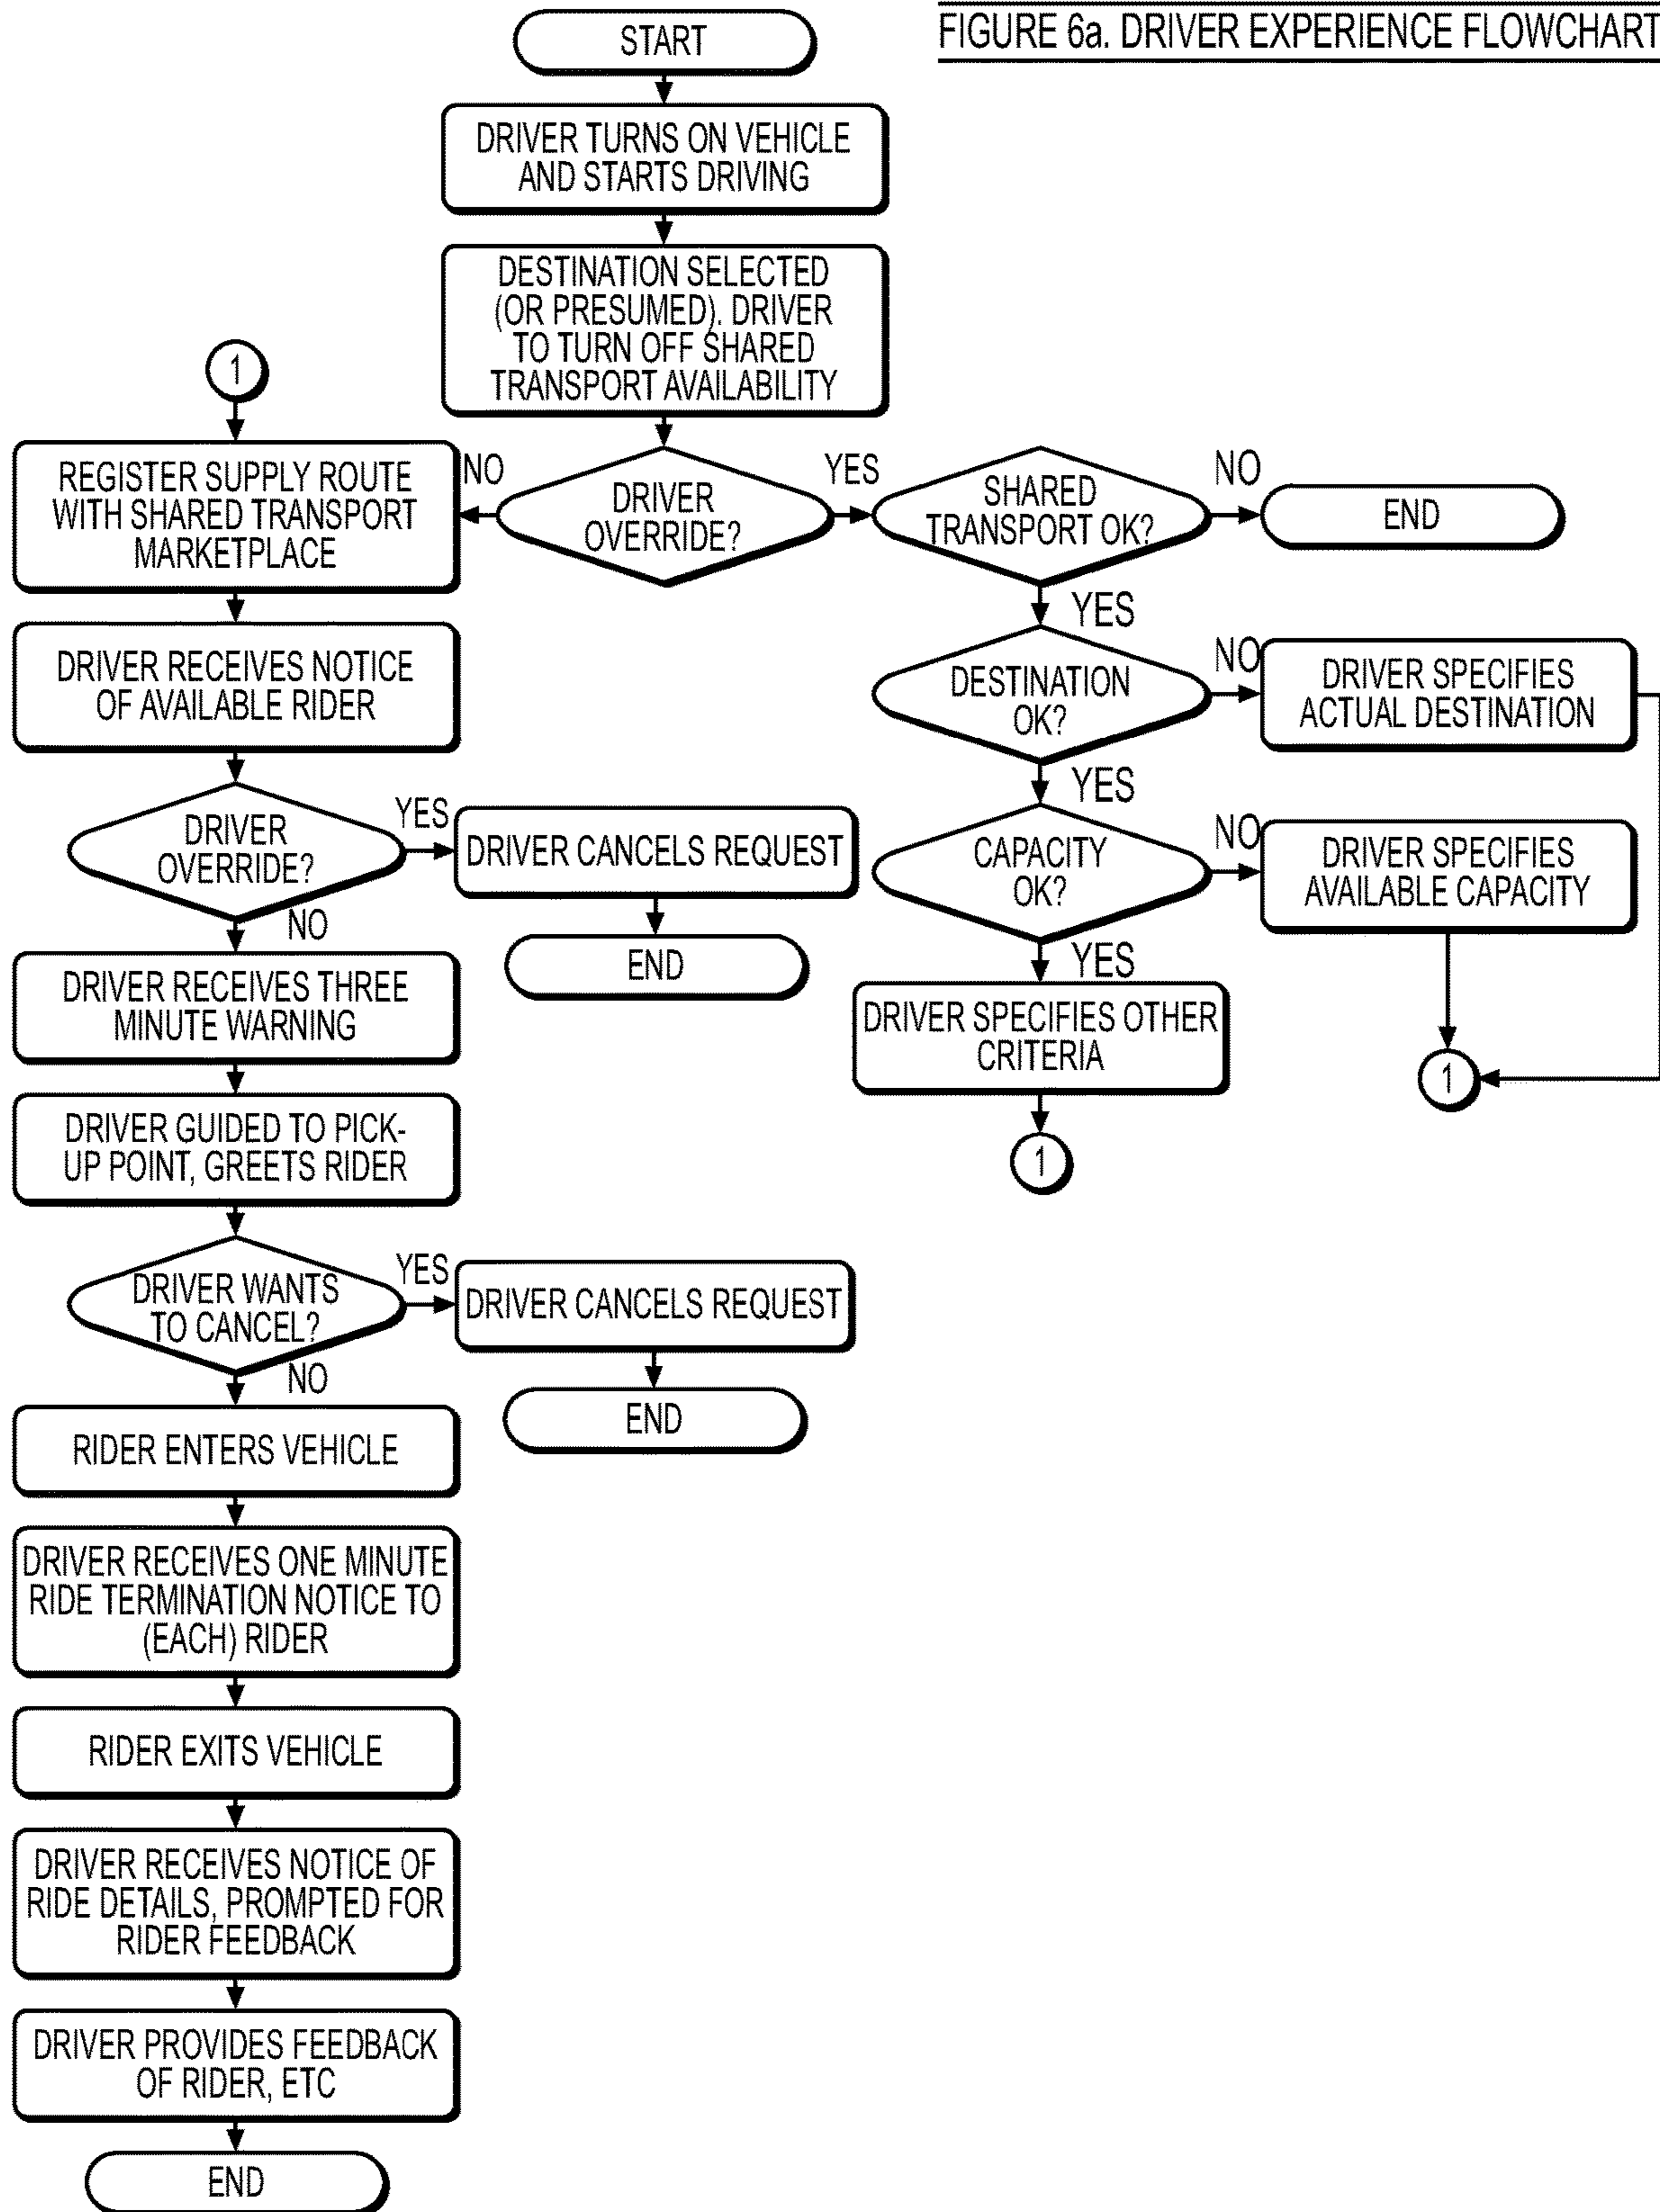 FIGURE 6a. DRIVER EXPERIENCE FLOWCHART
START
DRIVER TURNS ON VEHICLE
AND STARTS DRIVING
DESTINATION SELECTED
(OR PRESUMED). DRIVER
TO TURN OFF SHARED
TRANSPORT AVAILABILITY
1
REGISTER SUPPLY ROUTE
WITH SHARED TRANSPORT
MARKETPLACE
NO
DRIVER
OVERRIDE?
YES
SHARED
TRANSPORT OK?
NO
END
YES
DRIVER RECEIVES NOTICE
OF AVAILABLE RIDER
DESTINATION
OK?
NO
DRIVER SPECIFIES
ACTUAL DESTINATION
YES
DRIVER
OVERRIDE?
YES
DRIVER CANCELS REQUEST
END
NO
CAPACITY
OK?
NO
DRIVER SPECIFIES
AVAILABLE CAPACITY
YES
DRIVER SPECIFIES OTHER
CRITERIA
1
1
DRIVER RECEIVES THREE
MINUTE WARNING
DRIVER GUIDED TO PICK-
UP POINT, GREETS RIDER
DRIVER WANTS
TO CANCEL?
YES
DRIVER CANCELS REQUEST
END
NO
RIDER ENTERS VEHICLE
DRIVER RECEIVES ONE MINUTE
RIDE TERMINATION NOTICE TO
(EACH) RIDER
RIDER EXITS VEHICLE
DRIVER RECEIVES NOTICE OF
RIDE DETAILS, PROMPTED FOR
RIDER FEEDBACK
DRIVER PROVIDES FEEDBACK
OF RIDER, ETC
END